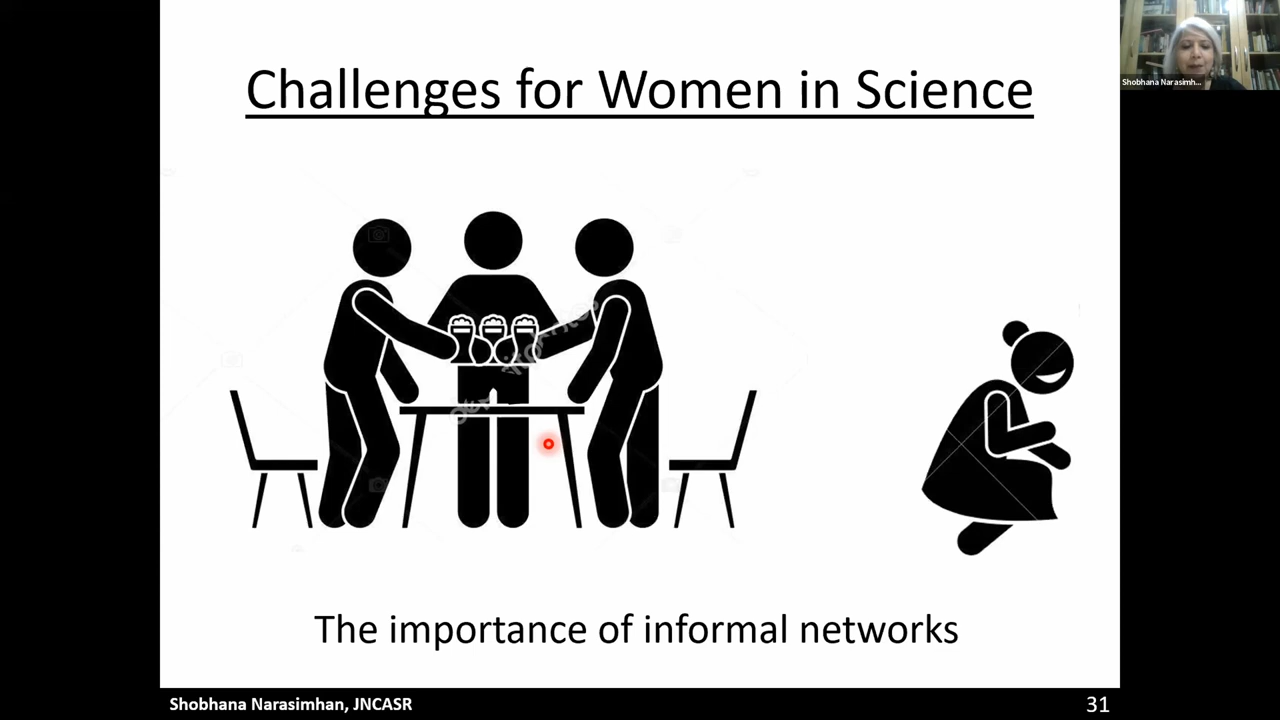 Challenges for Women in Science
Shobhana Narasimh...
The importance of informal networks
Shobhana Narasimhan, JNCASR
31